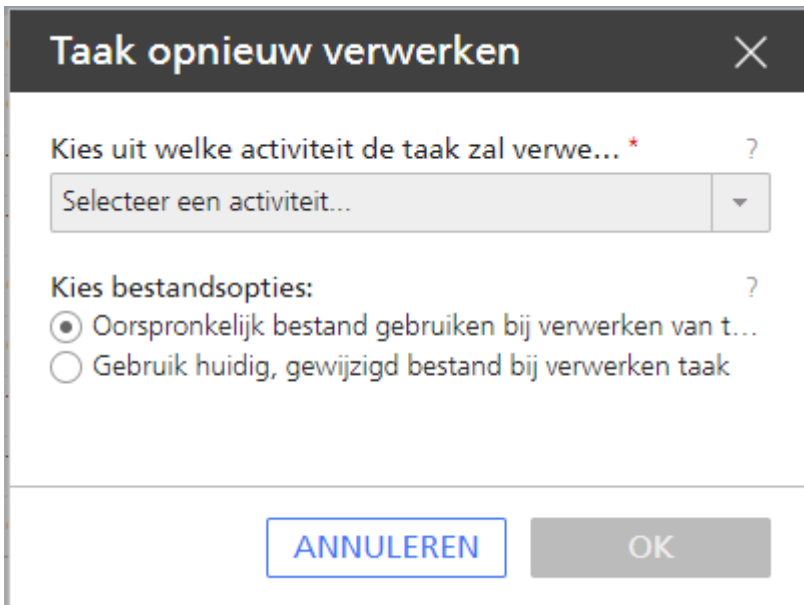 Taak opnieuw verwerken
Kies uit welke activiteit de taak zal verwe... * ?
Selecteer een activiteit...
Kies bestandsopties: ?
Oorspronkelijk bestand gebruiken bij verwerken van t...
Gebruik huidig, gewijzigd bestand bij verwerken taak
ANNULEREN OK